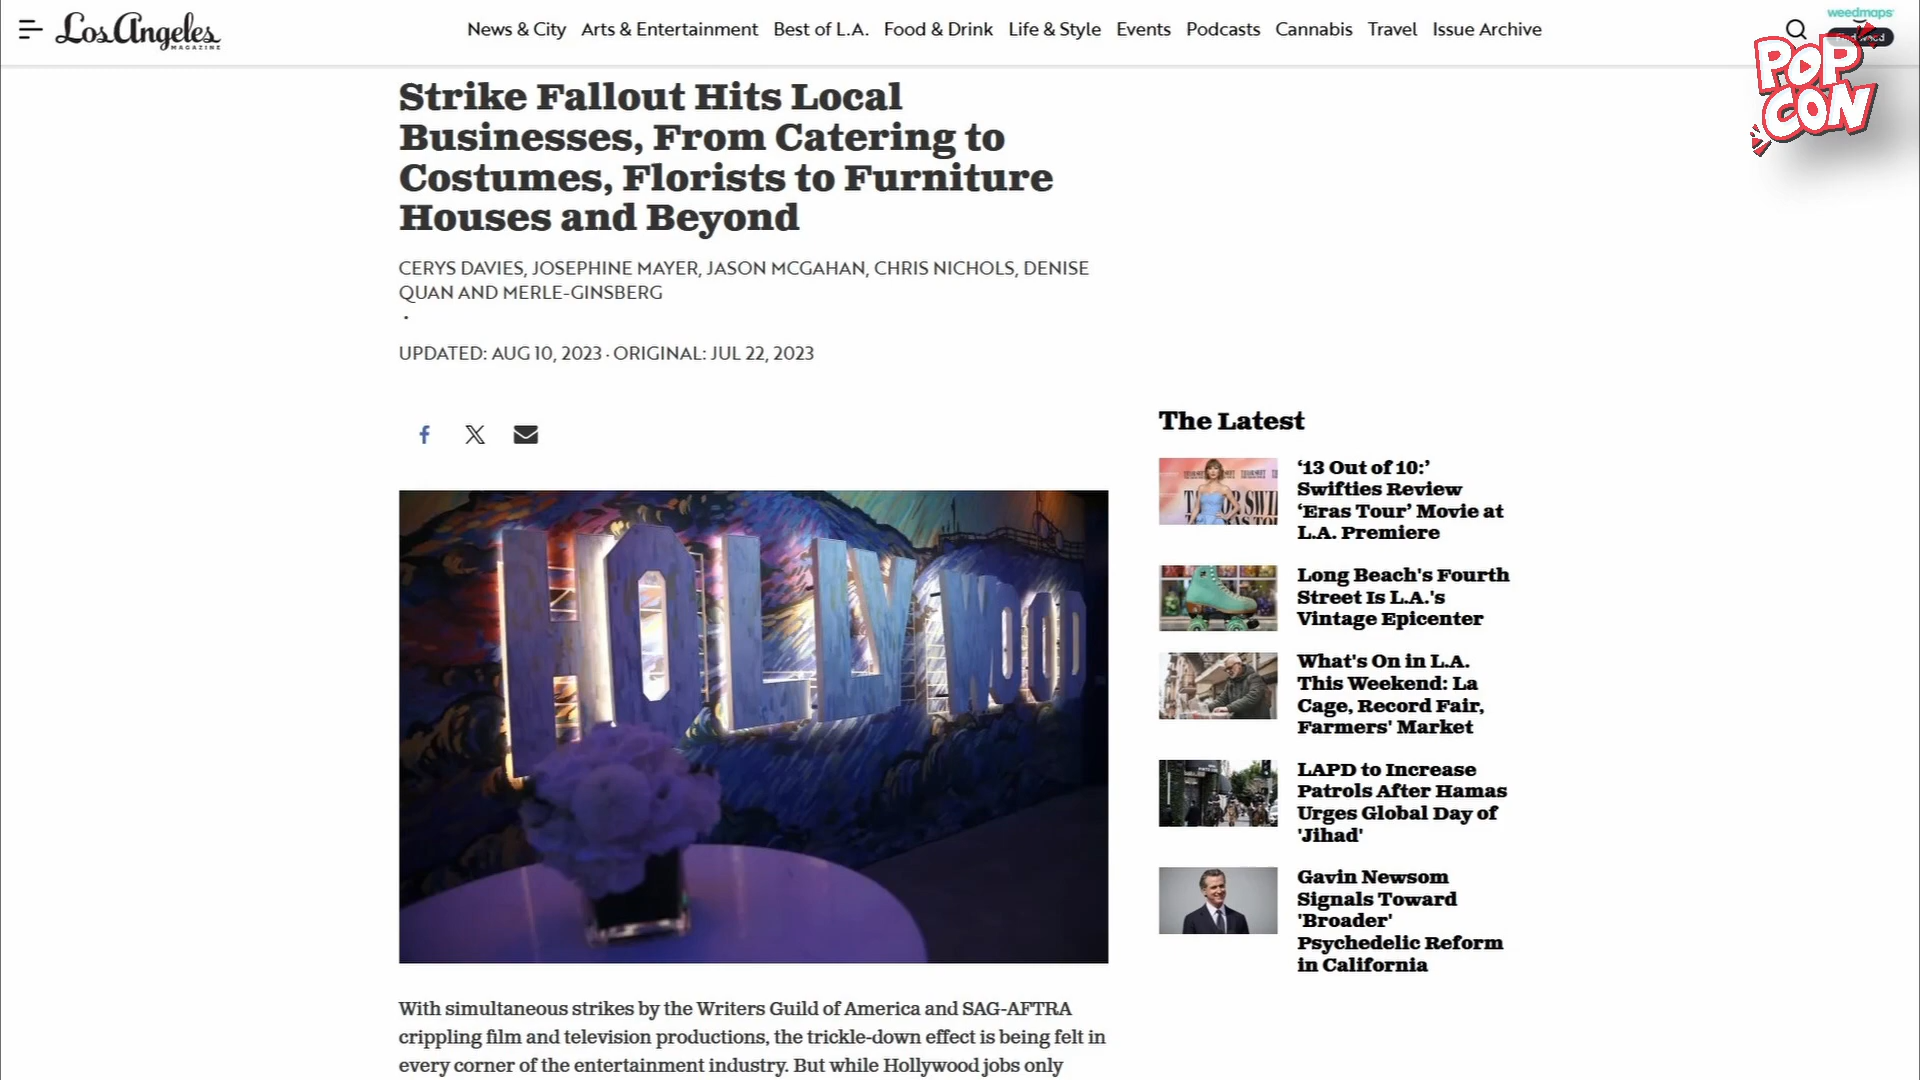 Los Angeles
MAGAZINE
News & City Arts & Entertainment Best of L.A. Food & Drink Life & Style Events Podcasts Cannabis Travel Issue Archive
weedmaps
POP
CON
Strike Fallout Hits Local
Businesses, From Catering to
Costumes, Florists to Furniture
Houses and Beyond
CERYS DAVIES, JOSEPHINE MAYER, JASON MCGAHAN, CHRIS NICHOLS, DENISE
QUAN AND MERLE-GINSBERG
·
UPDATED: AUG 10, 2023 · ORIGINAL: JUL 22, 2023
HOLLYWOOD
The Latest
‘13 Out of 10:’
Swifties Review
‘Eras Tour’ Movie at
L.A. Premiere
Long Beach's Fourth
Street Is L.A.'s
Vintage Epicenter
What's On in L.A.
This Weekend: La
Cage, Record Fair,
Farmers' Market
LAPD to Increase
Patrols After Hamas
Urges Global Day of
'Jihad'
Gavin Newsom
Signals Toward
'Broader'
Psychedelic Reform
in California
With simultaneous strikes by the Writers Guild of America and SAG-AFTRA
crippling film and television productions, the trickle-down effect is being felt in
every corner of the entertainment industry. But while Hollywood jobs only